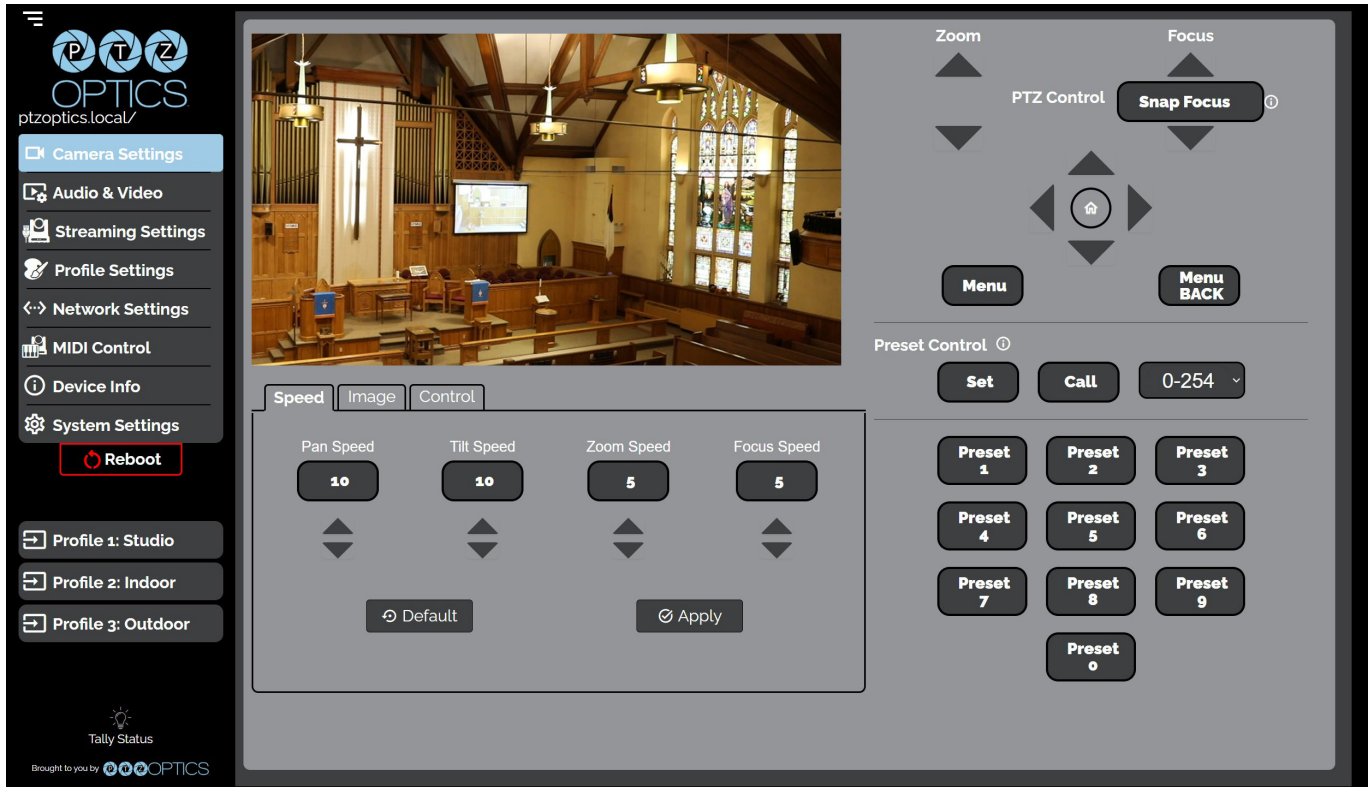 P T Z
OPTICS
ptzoptics.local/
Camera Settings
Audio & Video
Streaming Settings
Profile Settings
Network Settings
MIDI Control
Device Info
System Settings
Reboot
Profile 1: Studio
Profile 2: Indoor
Profile 3: Outdoor
Tally Status
Brought to you by PTZOPTICS
Speed Image Control
Pan Speed Tilt Speed Zoom Speed Focus Speed
10 10 5 5
Default Apply
Zoom Focus
PTZ Control Snap Focus
Menu Menu
BACK
Preset Control
Set Call 0-254
Preset Preset Preset
1 2 3
Preset Preset Preset
4 5 6
Preset Preset Preset
7 8 9
Preset
0